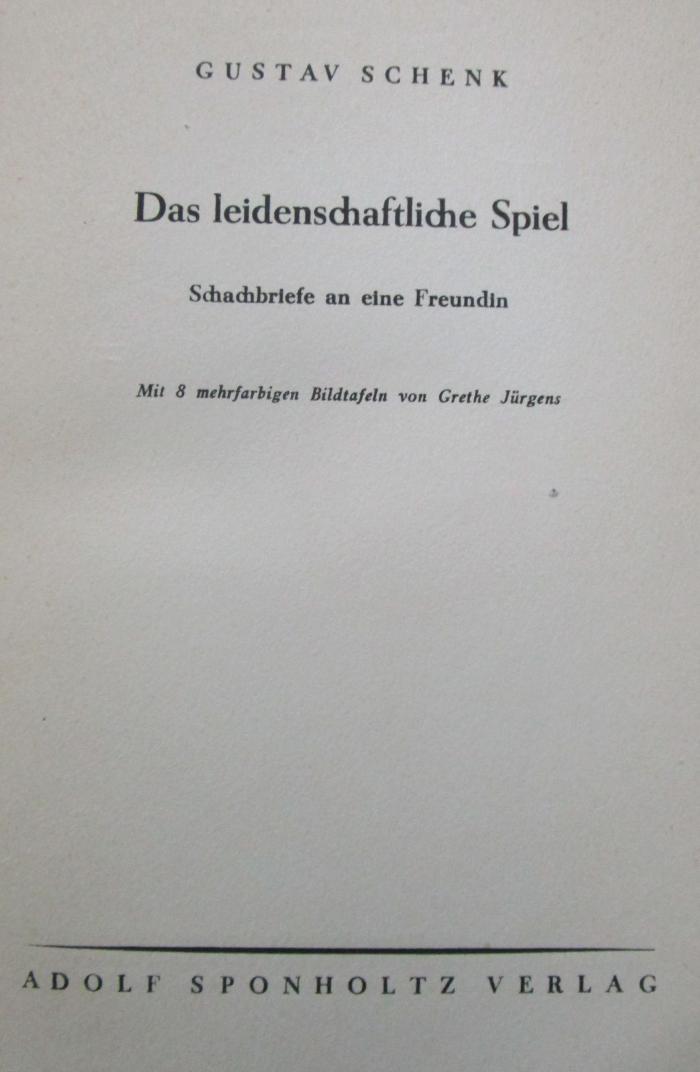 GUSTAV SCHENK
Das leidenschaftliche Spiel
Schachbriefe an eine Freundin
Mit 8 mehrfarbigen Bildtafeln von Grethe Jürgens
ADOLF SPONHOLTZ VERLAG